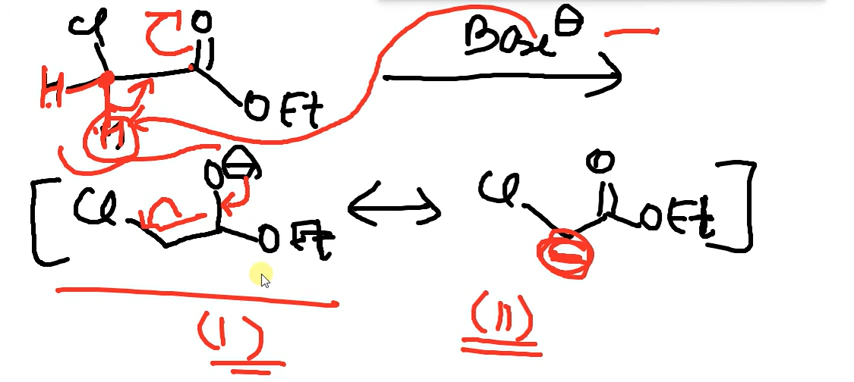 Cl O Base ⊖
H
H OEt
O ⊖ O
Cl OEt ↔ Cl OEt
⊖
(I) (II)